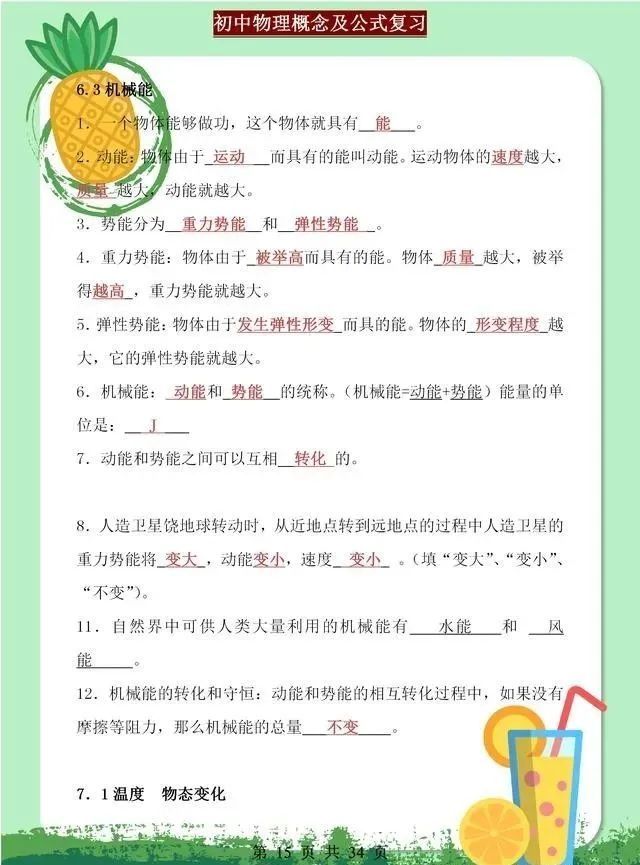 初中物理概念及公式复习
6.3机械能
1．一个物体能够做功，这个物体就具有 能 。
2．动能：物体由于 运动 而具有的能叫动能。运动物体的速度越大，
质量 越大，动能就越大。
3．势能分为 重力势能 和 弹性势能 。
4．重力势能：物体由于 被举高而具有的能。物体 质量 越大，被举
得越高 ，重力势能就越大。
5．弹性势能：物体由于发生弹性形变 而具的能。物体的 形变程度 越
大，它的弹性势能就越大。
6．机械能： 动能和 势能 的统称。（机械能=动能+势能）能量的单
位是： J
7．动能和势能之间可以互相 转化 的。
8．人造卫星饶地球转动时，从近地点转到远地点的过程中人造卫星的
重力势能将 变大 ，动能变小，速度 变小 。（填“变大”、“变小”、
“不变”）。
11．自然界中可供人类大量利用的机械能有 水能 和 风
能 。
12．机械能的转化和守恒：动能和势能的相互转化过程中，如果没有
摩擦等阻力，那么机械能的总量 不变 。
7．1温度 物态变化
第 15 页 共 34 页